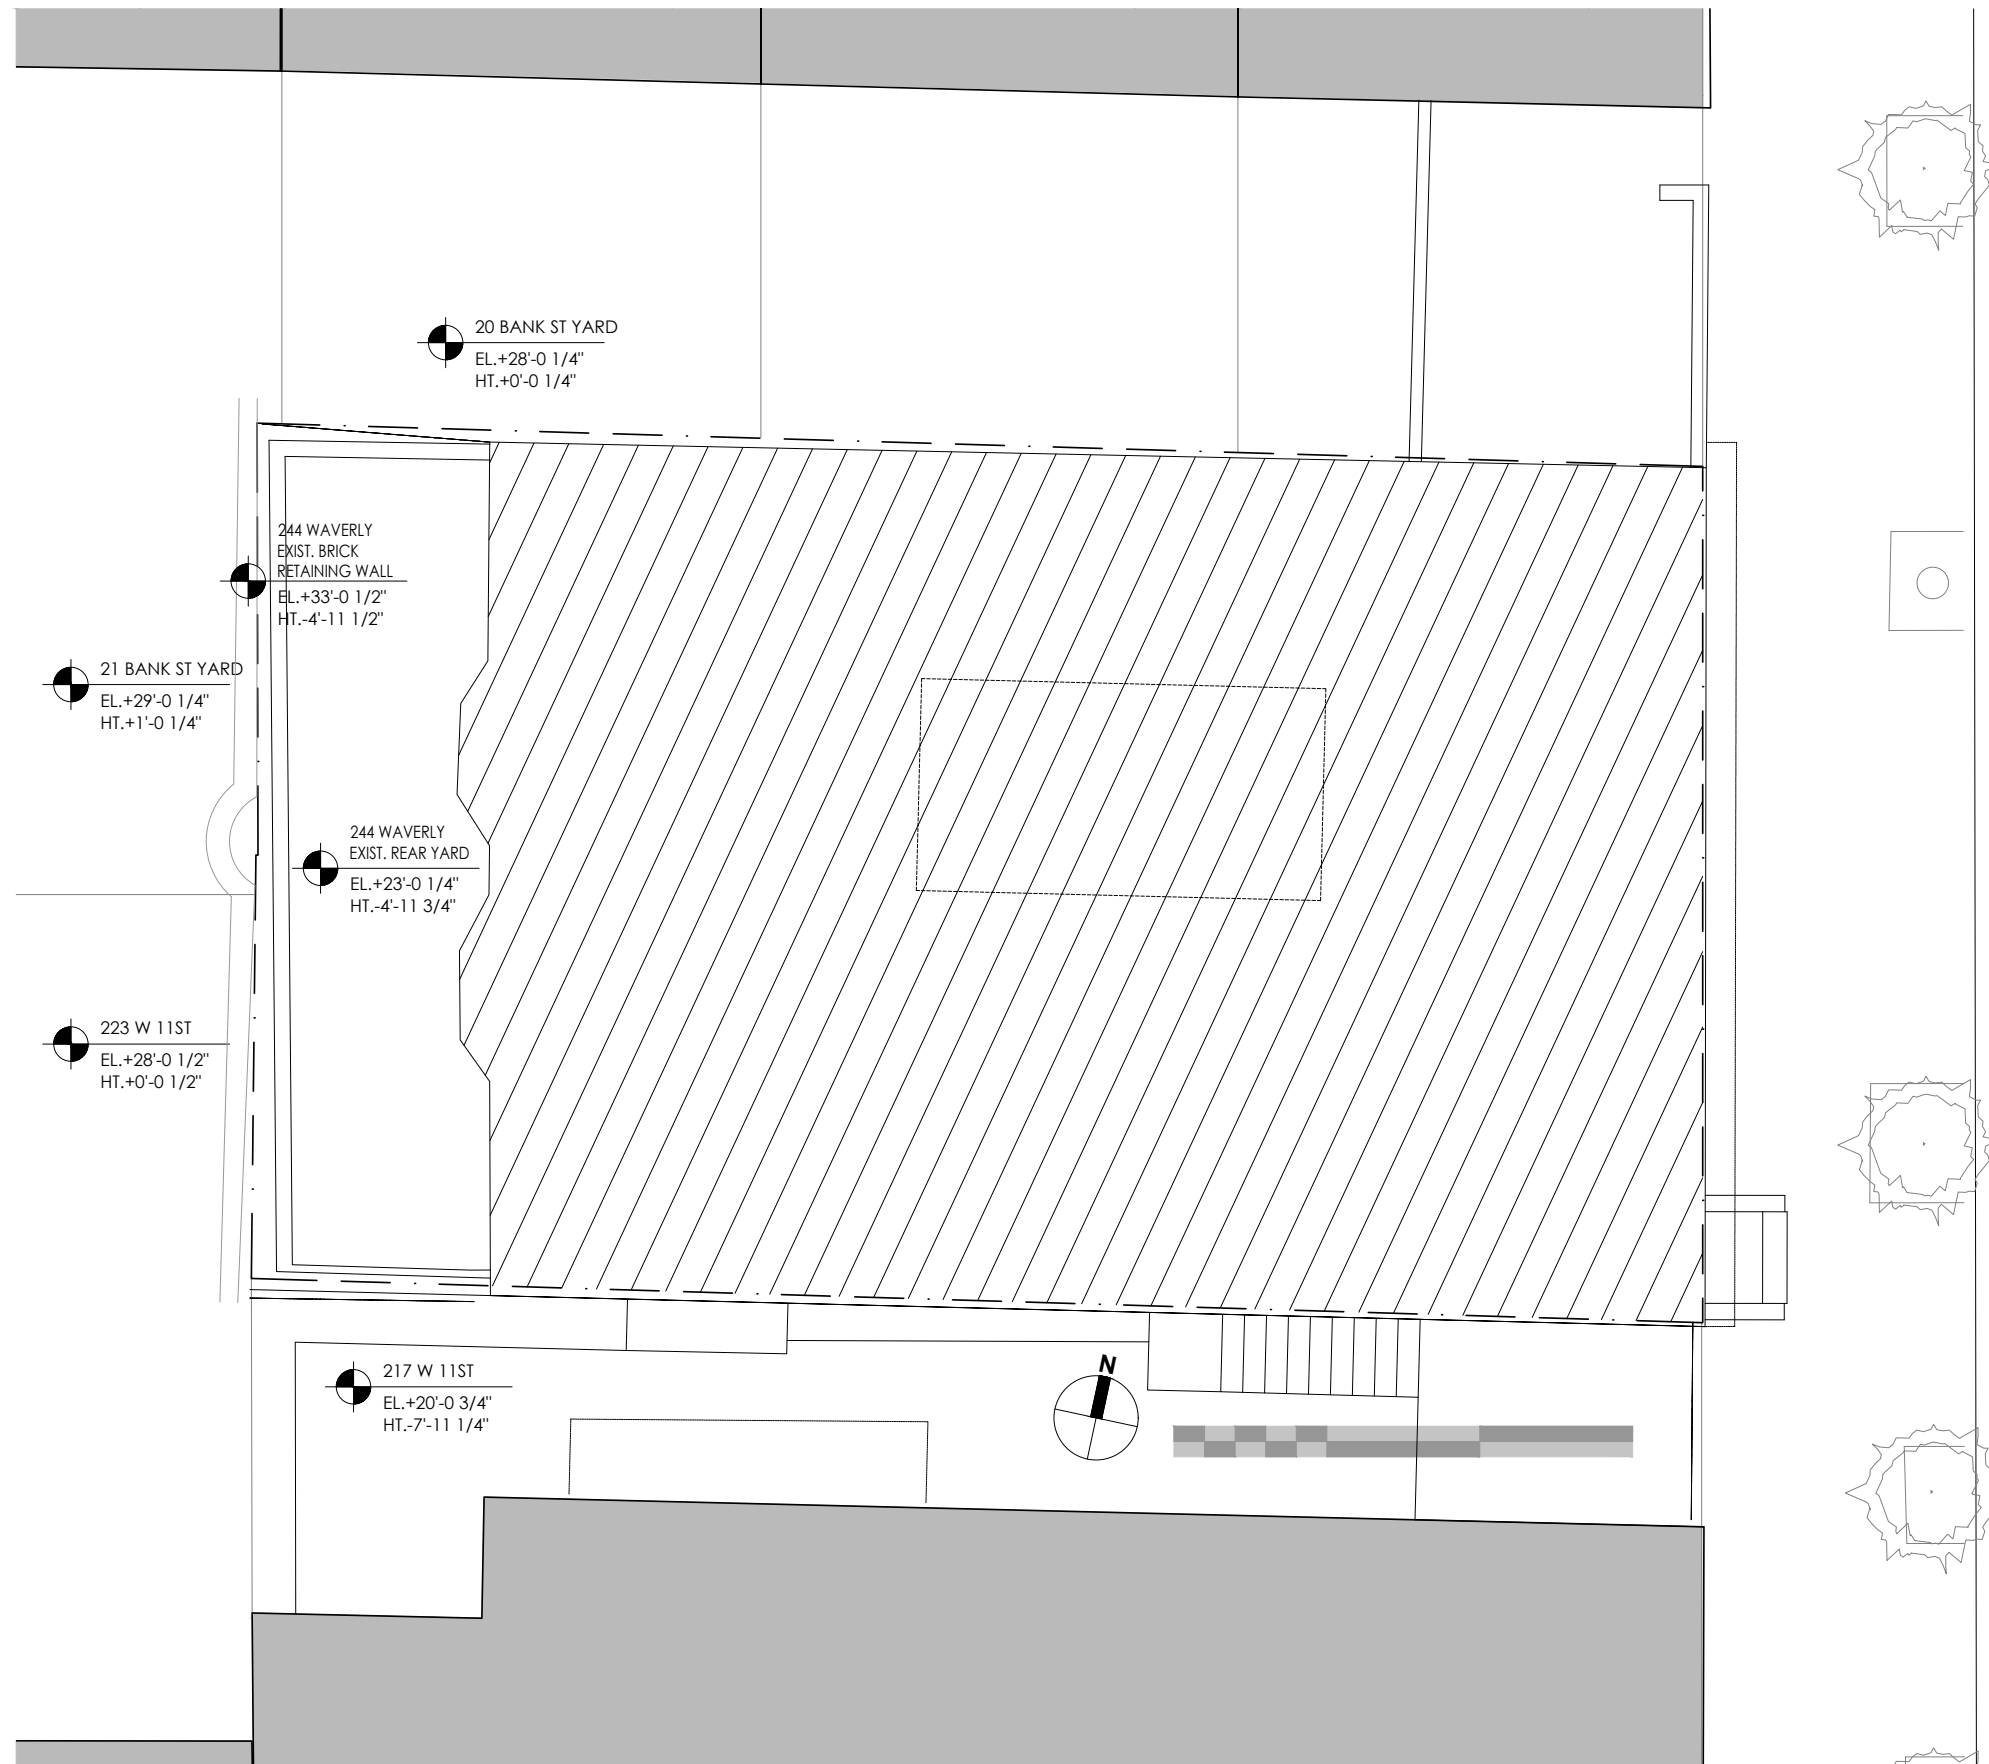 20 BANK ST YARD
EL.+28'-0 1/4"
HT.+0'-0 1/4"
244 WAVERLY
EXIST. BRICK
RETAINING WALL
EL.+33'-0 1/2"
HT.-4'-11 1/2"
21 BANK ST YARD
EL.+29'-0 1/4"
HT.+1'-0 1/4"
244 WAVERLY
EXIST. REAR YARD
EL.+23'-0 1/4"
HT.-4'-11 3/4"
223 W 11ST
EL.+28'-0 1/2"
HT.+0'-0 1/2"
217 W 11ST
EL.+20'-0 3/4"
HT.-7'-11 1/4"
N